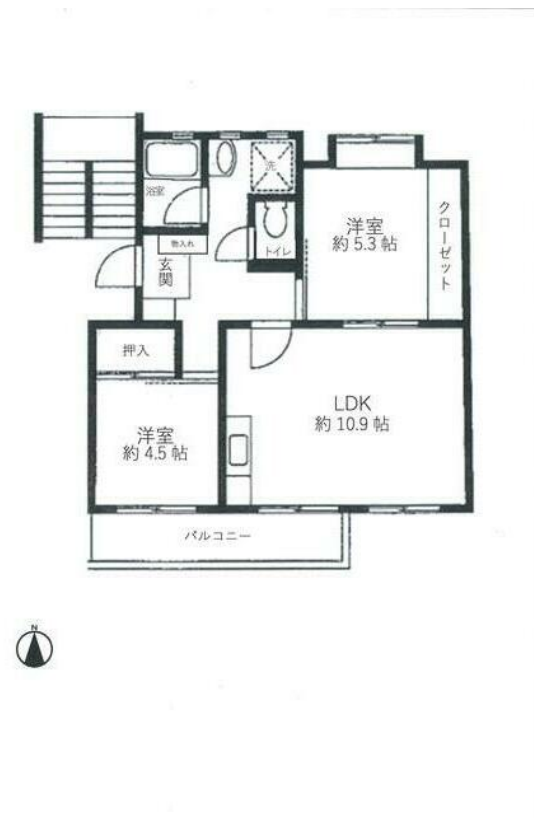 浴室
洗
物入れ
トイレ
玄関
洋室
約 5.3 帖
クローゼット
押入
LDK
約 10.9 帖
洋室
約 4.5 帖
バルコニー
N